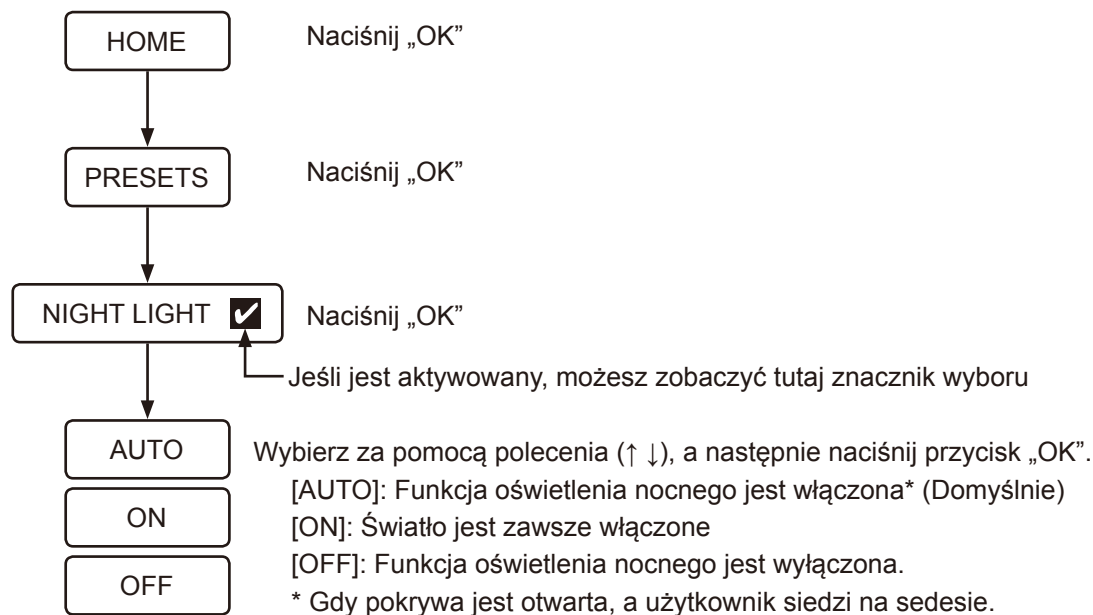 HOME
Naciśnij „OK”
PRESETS
Naciśnij „OK”
NIGHT LIGHT ✔
Naciśnij „OK”
Jeśli jest aktywowany, możesz zobaczyć tutaj znacznik wyboru
AUTO
Wybierz za pomocą polecenia (↑ ↓), a następnie naciśnij przycisk „OK”.
[AUTO]: Funkcja oświetlenia nocnego jest włączona* (Domyślnie)
ON
[ON]: Światło jest zawsze włączone
[OFF]: Funkcja oświetlenia nocnego jest wyłączona.
OFF
* Gdy pokrywa jest otwarta, a użytkownik siedzi na sedesie.